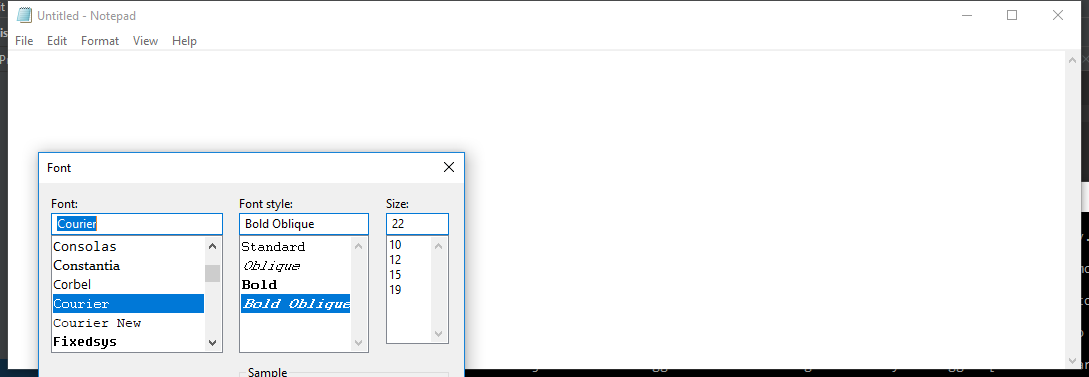 Untitled - Notepad
File Edit Format View Help
Font
Font: Font style: Size:
Courier Bold Oblique 22
Consolas Standard 10
Constantia Oblique 12
Corbel Bold 15
Courier Bold Oblique 19
Courier New
Fixedsys
Sample